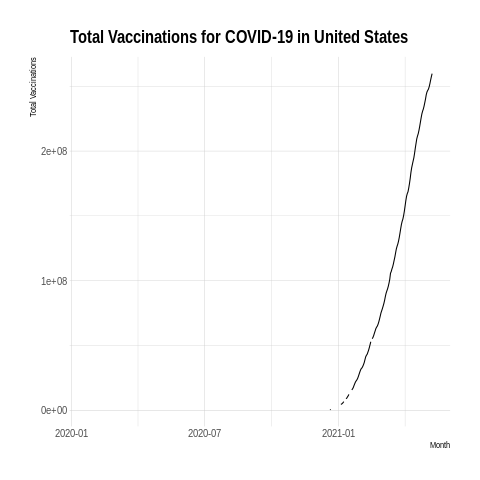 Total Vaccinations for COVID-19 in United States
Total Vaccinations
2e+08
1e+08
0e+00
2020-01
2020-07
2021-01
Month